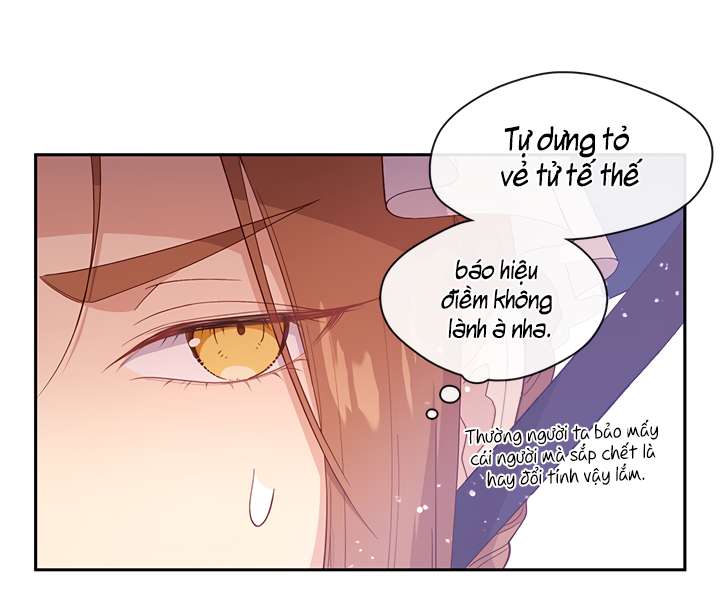 Tự dưng tỏ
vẻ tử tế thế
báo hiệu
điềm không
lành à nha.
Thường người ta bảo mấy
cái người mà sắp chết là
hay đổi tính vậy lắm.